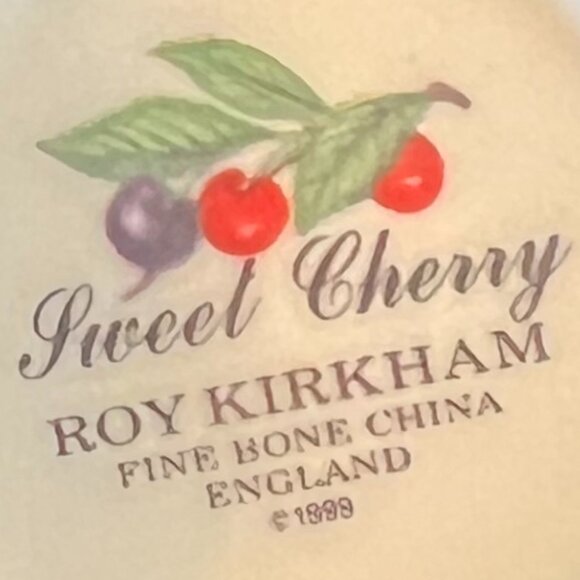 Sweet Cherry
ROY KIRKHAM
FINE BONE CHINA
ENGLAND
© 1999